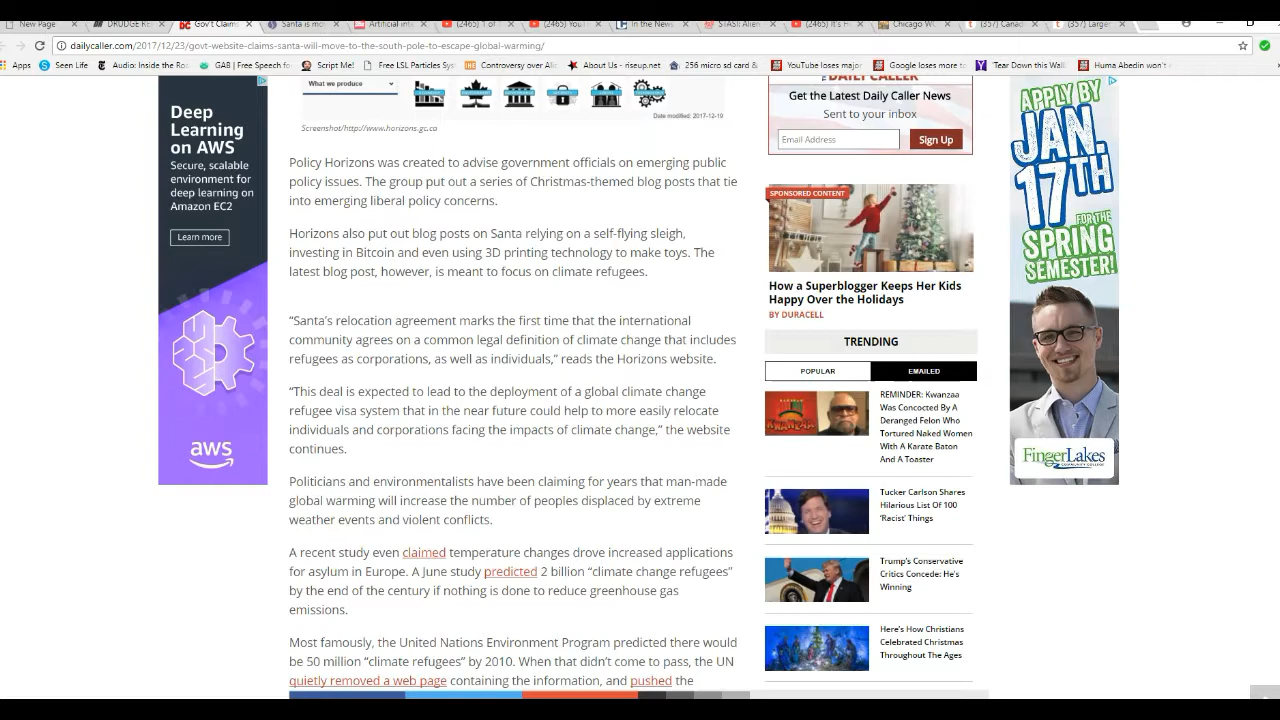 New Page
DRUDGE RE
Gov't Claim
Santa is mo
Artificial int
(2465) 1 of
(2465) YouT
In the News
STASI, Alien
(2465) It's H
Chicago W
(357) Canad
(357) Larger
dailycaller.com/2017/12/23/govt-website-claims-santa-will-move-to-the-south-pole-to-escape-global-warming/
Apps
Seen Life
Audio: Inside the Ro
GAB | Free Speech fo
Script Me!
Free LSL Particles Sys
Controversy over Ali
About Us - riseup.net
256 micro sd card &
YouTube loses major
Google loses more to
Tear Down this Wall
Huma Abedin won't
Deep
Learning
on AWS
Secure, scalable
environment for
deep learning on
Amazon EC2
Learn more
aws
What we produce
Date modified: 2017-12-19
Screenshot/http://www.horizons.gc.ca
Policy Horizons was created to advise government officials on emerging public
policy issues. The group put out a series of Christmas-themed blog posts that tie
into emerging liberal policy concerns.
Horizons also put out blog posts on Santa relying on a self-flying sleigh,
investing in Bitcoin and even using 3D printing technology to make toys. The
latest blog post, however, is meant to focus on climate refugees.
“Santa’s relocation agreement marks the first time that the international
community agrees on a common legal definition of climate change that includes
refugees as corporations, as well as individuals,” reads the Horizons website.
“This deal is expected to lead to the deployment of a global climate change
refugee visa system that in the near future could help to more easily relocate
individuals and corporations facing the impacts of climate change,” the website
continues.
Politicians and environmentalists have been claiming for years that man-made
global warming will increase the number of peoples displaced by extreme
weather events and violent conflicts.
A recent study even claimed temperature changes drove increased applications
for asylum in Europe. A June study predicted 2 billion “climate change refugees”
by the end of the century if nothing is done to reduce greenhouse gas
emissions.
Most famously, the United Nations Environment Program predicted there would
be 50 million “climate refugees” by 2010. When that didn’t come to pass, the UN
quietly removed a web page containing the information, and pushed the
DAILY CALLER
Get the Latest Daily Caller News
Sent to your inbox
Email Address
Sign Up
SPONSORED CONTENT
How a Superblogger Keeps Her Kids
Happy Over the Holidays
BY DURACELL
TRENDING
POPULAR
EMAILED
KWANZAA
REMINDER: Kwanzaa
Was Concocted By A
Deranged Felon Who
Tortured Naked Women
With A Karate Baton
And A Toaster
Tucker Carlson Shares
Hilarious List Of 100
‘Racist’ Things
Trump’s Conservative
Critics Concede: He’s
Winning
Here’s How Christians
Celebrated Christmas
Throughout The Ages
APPLY BY
JAN.
17TH
FOR THE
SPRING
SEMESTER!
FingerLakes
COMMUNITY COLLEGE